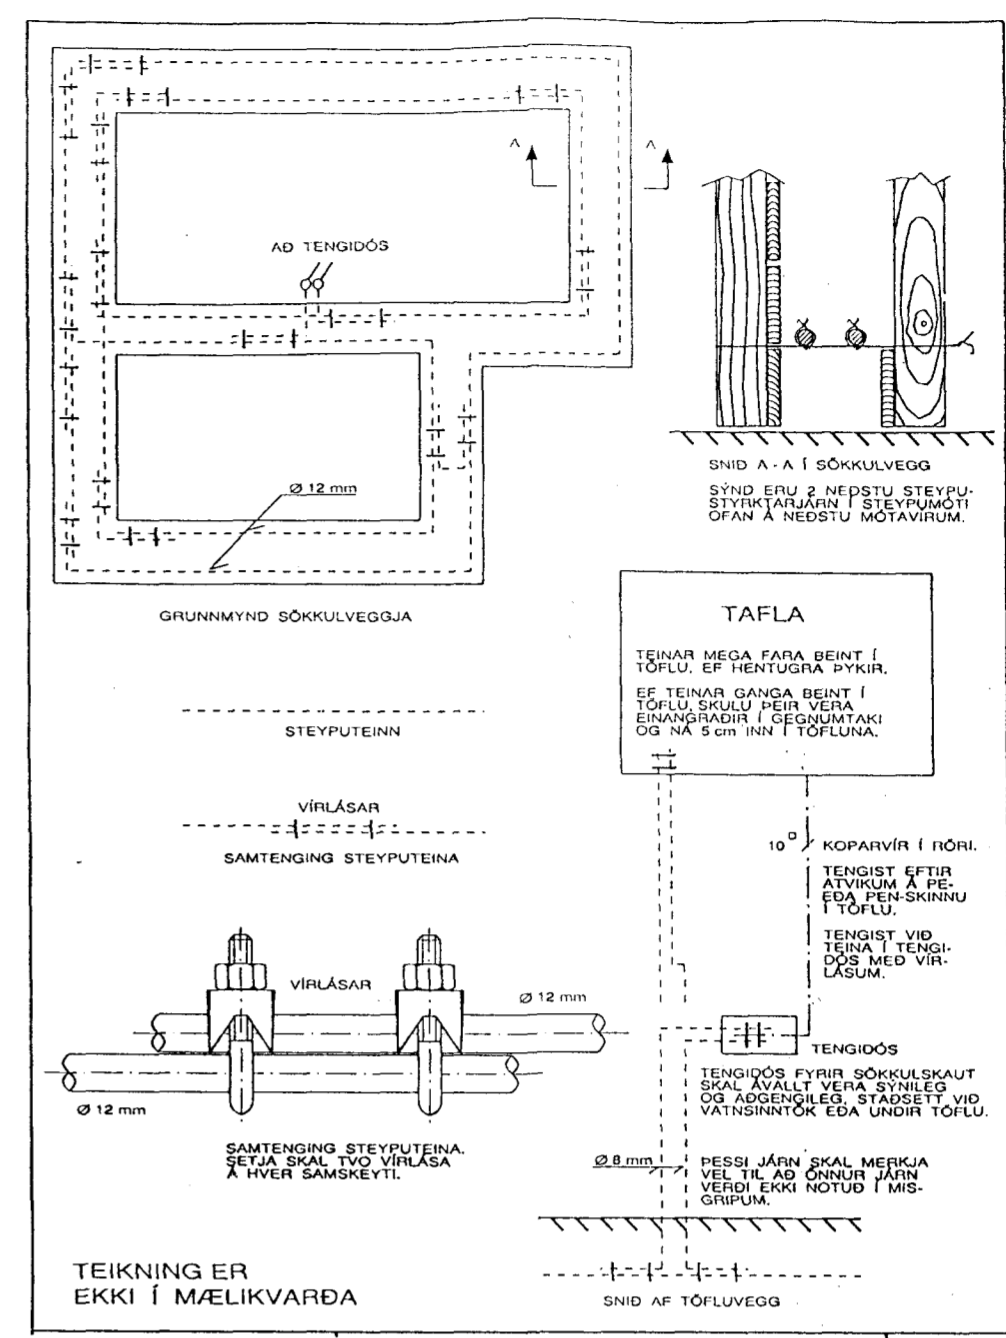 A A
AÐ TENGIDÓS
Ø 12 mm
GRUNNMYND SÖKKULVEGGJA
SNIÐ A - A Í SÖKKULVEGG
SÝND ERU 2 NEÐSTU STEYPU-
STYRKTARJÁRN Í STEYPUMÓTI
OFAN Á NEÐSTU MÓTAVÍRUM.
STEYPUTEINN
VÍRLÁSAR
SAMTENGING STEYPUTEINA
VÍRLÁSAR
Ø 12 mm
Ø 12 mm
SAMTENGING STEYPUTEINA.
SETJA SKAL TVO VÍRLÁSA
Á HVER SAMSKEYTI.
TAFLA
TEINAR MEGA FARA BEINT Í
TÖFLU, EF HENTUGRA ÞYKIR.
EF TEINAR GANGA BEINT Í
TÖFLU, SKULU ÞEIR VERA
EINANGRAÐIR Í GEGNUMTAKI
OG NÁ 5 cm INN Í TÖFLUNA.
10 □ KOPARVÍR Í RÖRI.
TENGIST EFTIR
ATVIKUM Á PE-
EÐA PEN-SKINNU
Í TÖFLU.
TENGIST VIÐ
TEINA Í TENGI-
DÓS MEÐ VÍR-
LÁSUM.
TENGIDÓS
TENGIDÓS FYRIR SÖKKULSKAUT
SKAL ÁVALLT VERA SÝNILEG
OG AÐGENGILEG, STAÐSETT VIÐ
VATNSINNTÖK EÐA UNDIR TÖFLU.
Ø 8 mm
ÞESSI JÁRN SKAL MERKJA
VEL TIL AÐ ÖNNUR JÁRN
VERÐI EKKI NOTUÐ Í MIS-
GRIPUM.
SNIÐ AF TÖFLUVEGG
TEIKNING ER
EKKI Í MÆLIKVARÐA